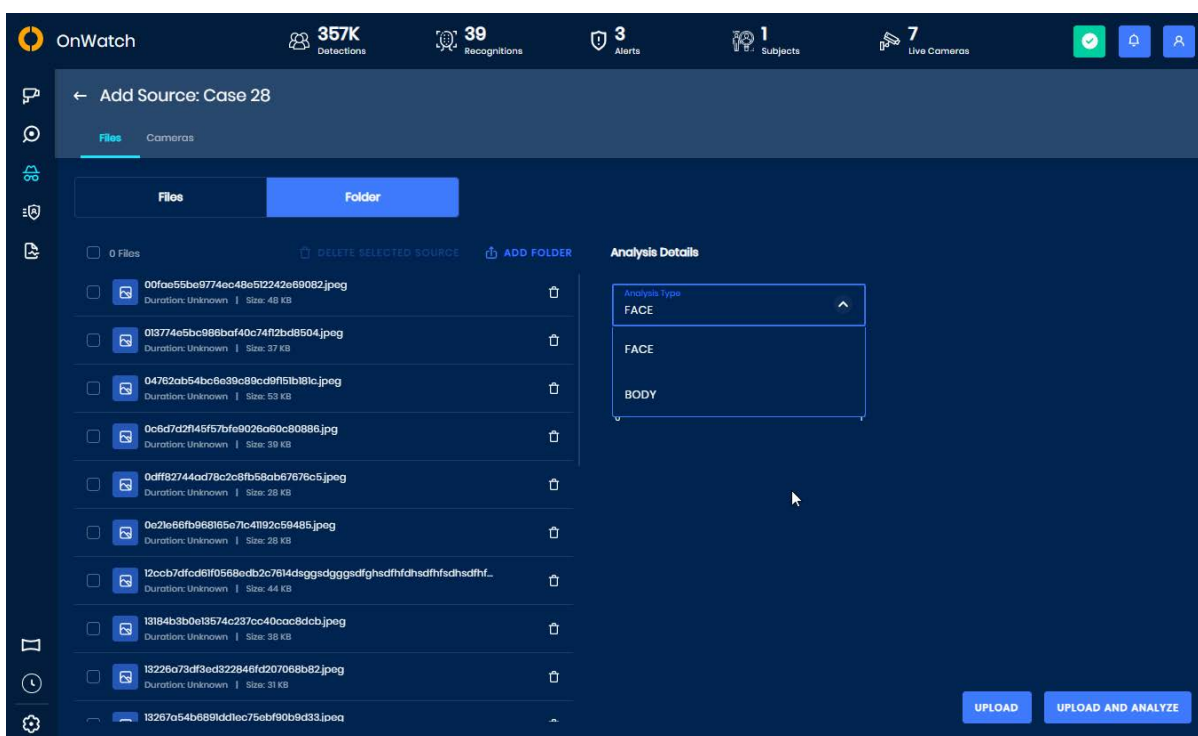 OnWatch
357K
Detections
39
Recognitions
3
Alerts
1
Subjects
7
Live Cameras
← Add Source: Case 28
Files Cameras
Files Folder
0 Files DELETE SELECTED SOURCE ADD FOLDER
00fae55be9774ec48e512242e69082.jpeg
Duration: Unknown | Size: 48 KB
013774e5bc986baf40c74f12bd8504.jpeg
Duration: Unknown | Size: 37 KB
04762ab54bc6e39c89cd9f151b181c.jpeg
Duration: Unknown | Size: 53 KB
0c6d7d2f145f57bfe9026a60c80886.jpg
Duration: Unknown | Size: 39 KB
0dff82744ad78c2c8fb58ab67676c5.jpeg
Duration: Unknown | Size: 28 KB
0e21e66fb968165e71c41192c59485.jpeg
Duration: Unknown | Size: 28 KB
12ccb7dfcd61f0568edb2c7614dsggsdgggsdfghsdfhfdhsdfhfsdhsdfhf...
Duration: Unknown | Size: 44 KB
13184b3b0e13574c237cc40cac8dcb.jpeg
Duration: Unknown | Size: 38 KB
13226a73df3ed322846fd207068b82.jpeg
Duration: Unknown | Size: 31 KB
13267a54b6891dd1ec75ebf90b9d33.jpeg
Analysis Details
Analysis Type
FACE
FACE
BODY
UPLOAD UPLOAD AND ANALYZE